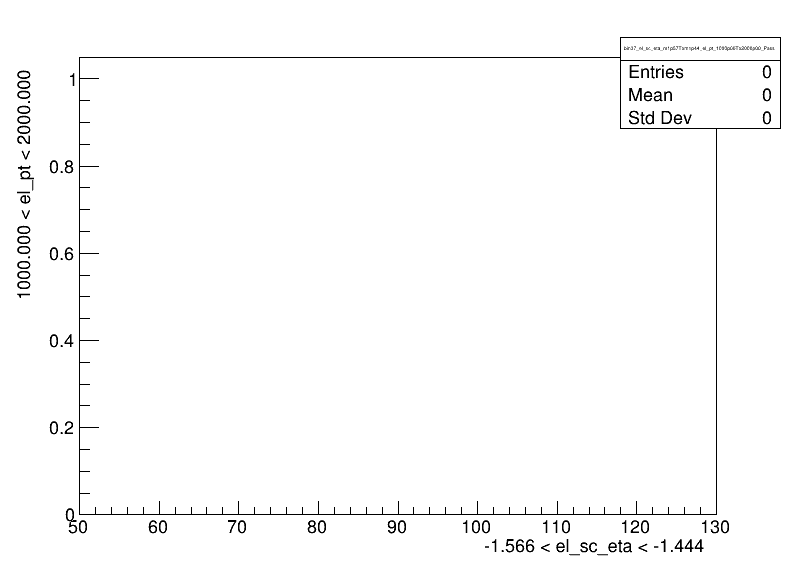 Entries 0
Mean 0
Std Dev 0
1000.000 < el_pt < 2000.000
1
0.8
0.6
0.4
0.2
0
50 60 70 80 90 100 110 120 130
-1.566 < el_sc_eta < -1.444